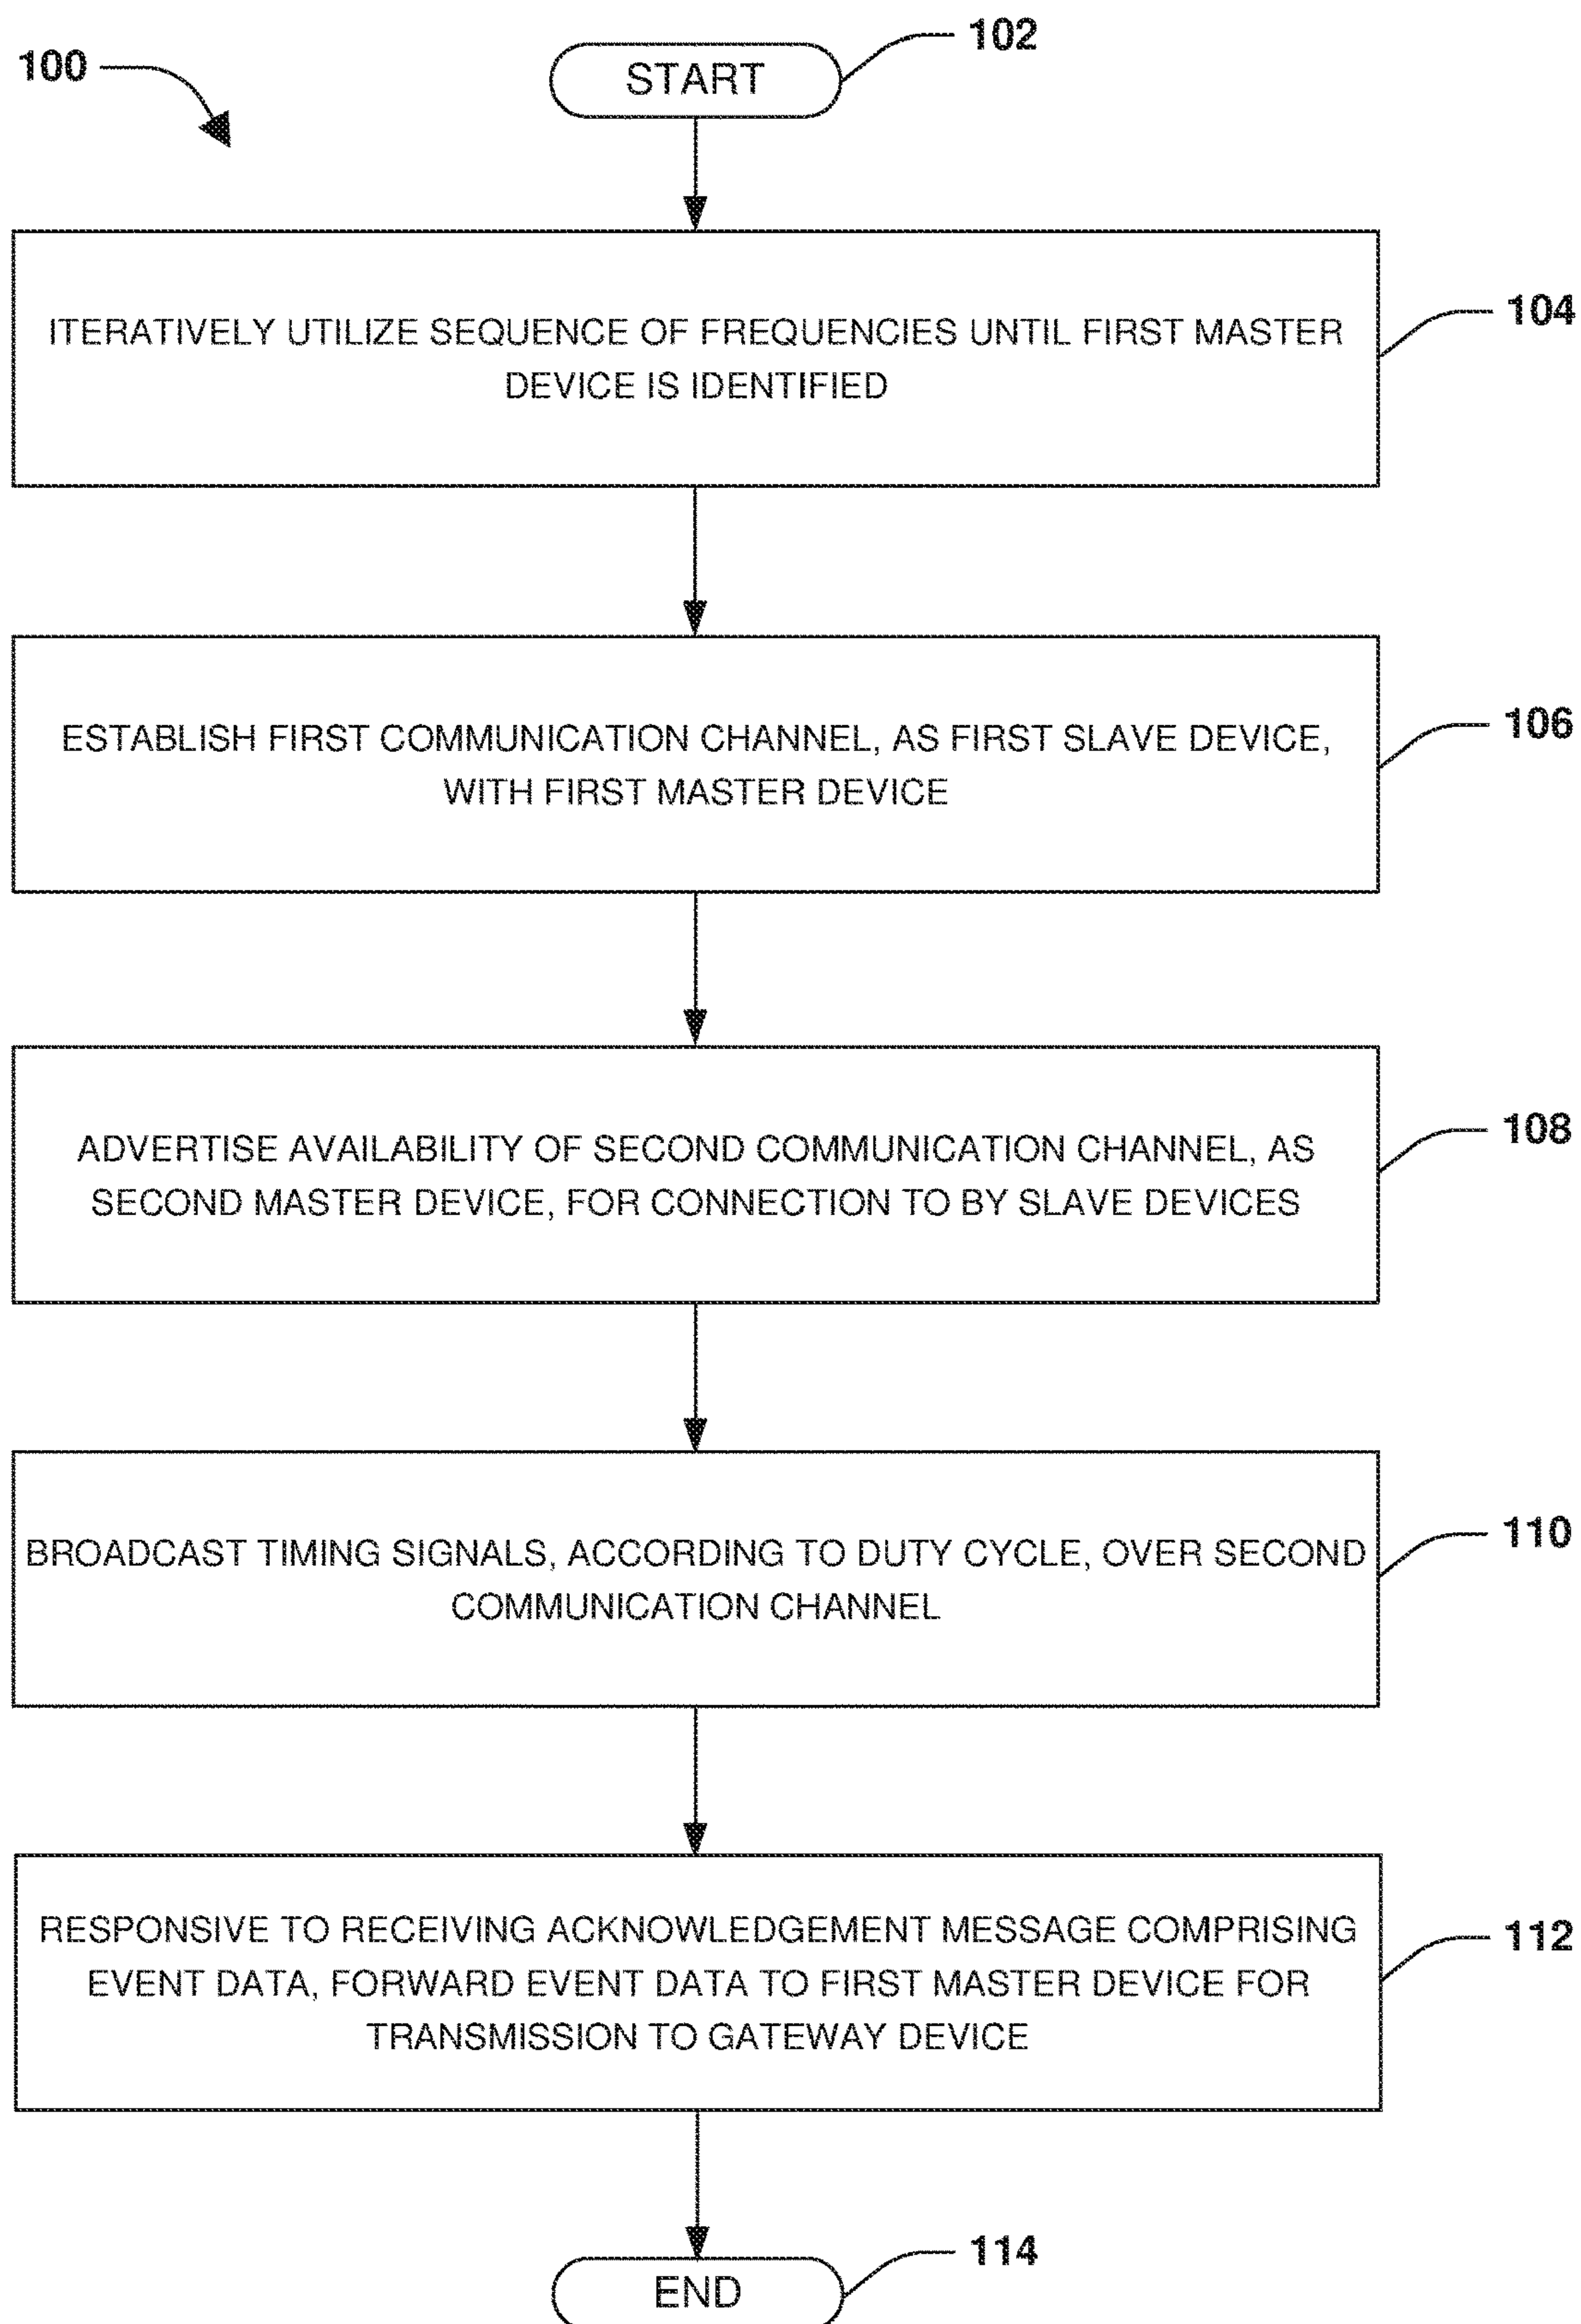 100
START
102
ITERATIVELY UTILIZE SEQUENCE OF FREQUENCIES UNTIL FIRST MASTER
DEVICE IS IDENTIFIED
104
ESTABLISH FIRST COMMUNICATION CHANNEL, AS FIRST SLAVE DEVICE,
WITH FIRST MASTER DEVICE
106
ADVERTISE AVAILABILITY OF SECOND COMMUNICATION CHANNEL, AS
SECOND MASTER DEVICE, FOR CONNECTION TO BY SLAVE DEVICES
108
BROADCAST TIMING SIGNALS, ACCORDING TO DUTY CYCLE, OVER SECOND
COMMUNICATION CHANNEL
110
RESPONSIVE TO RECEIVING ACKNOWLEDGEMENT MESSAGE COMPRISING
EVENT DATA, FORWARD EVENT DATA TO FIRST MASTER DEVICE FOR
TRANSMISSION TO GATEWAY DEVICE
112
END
114